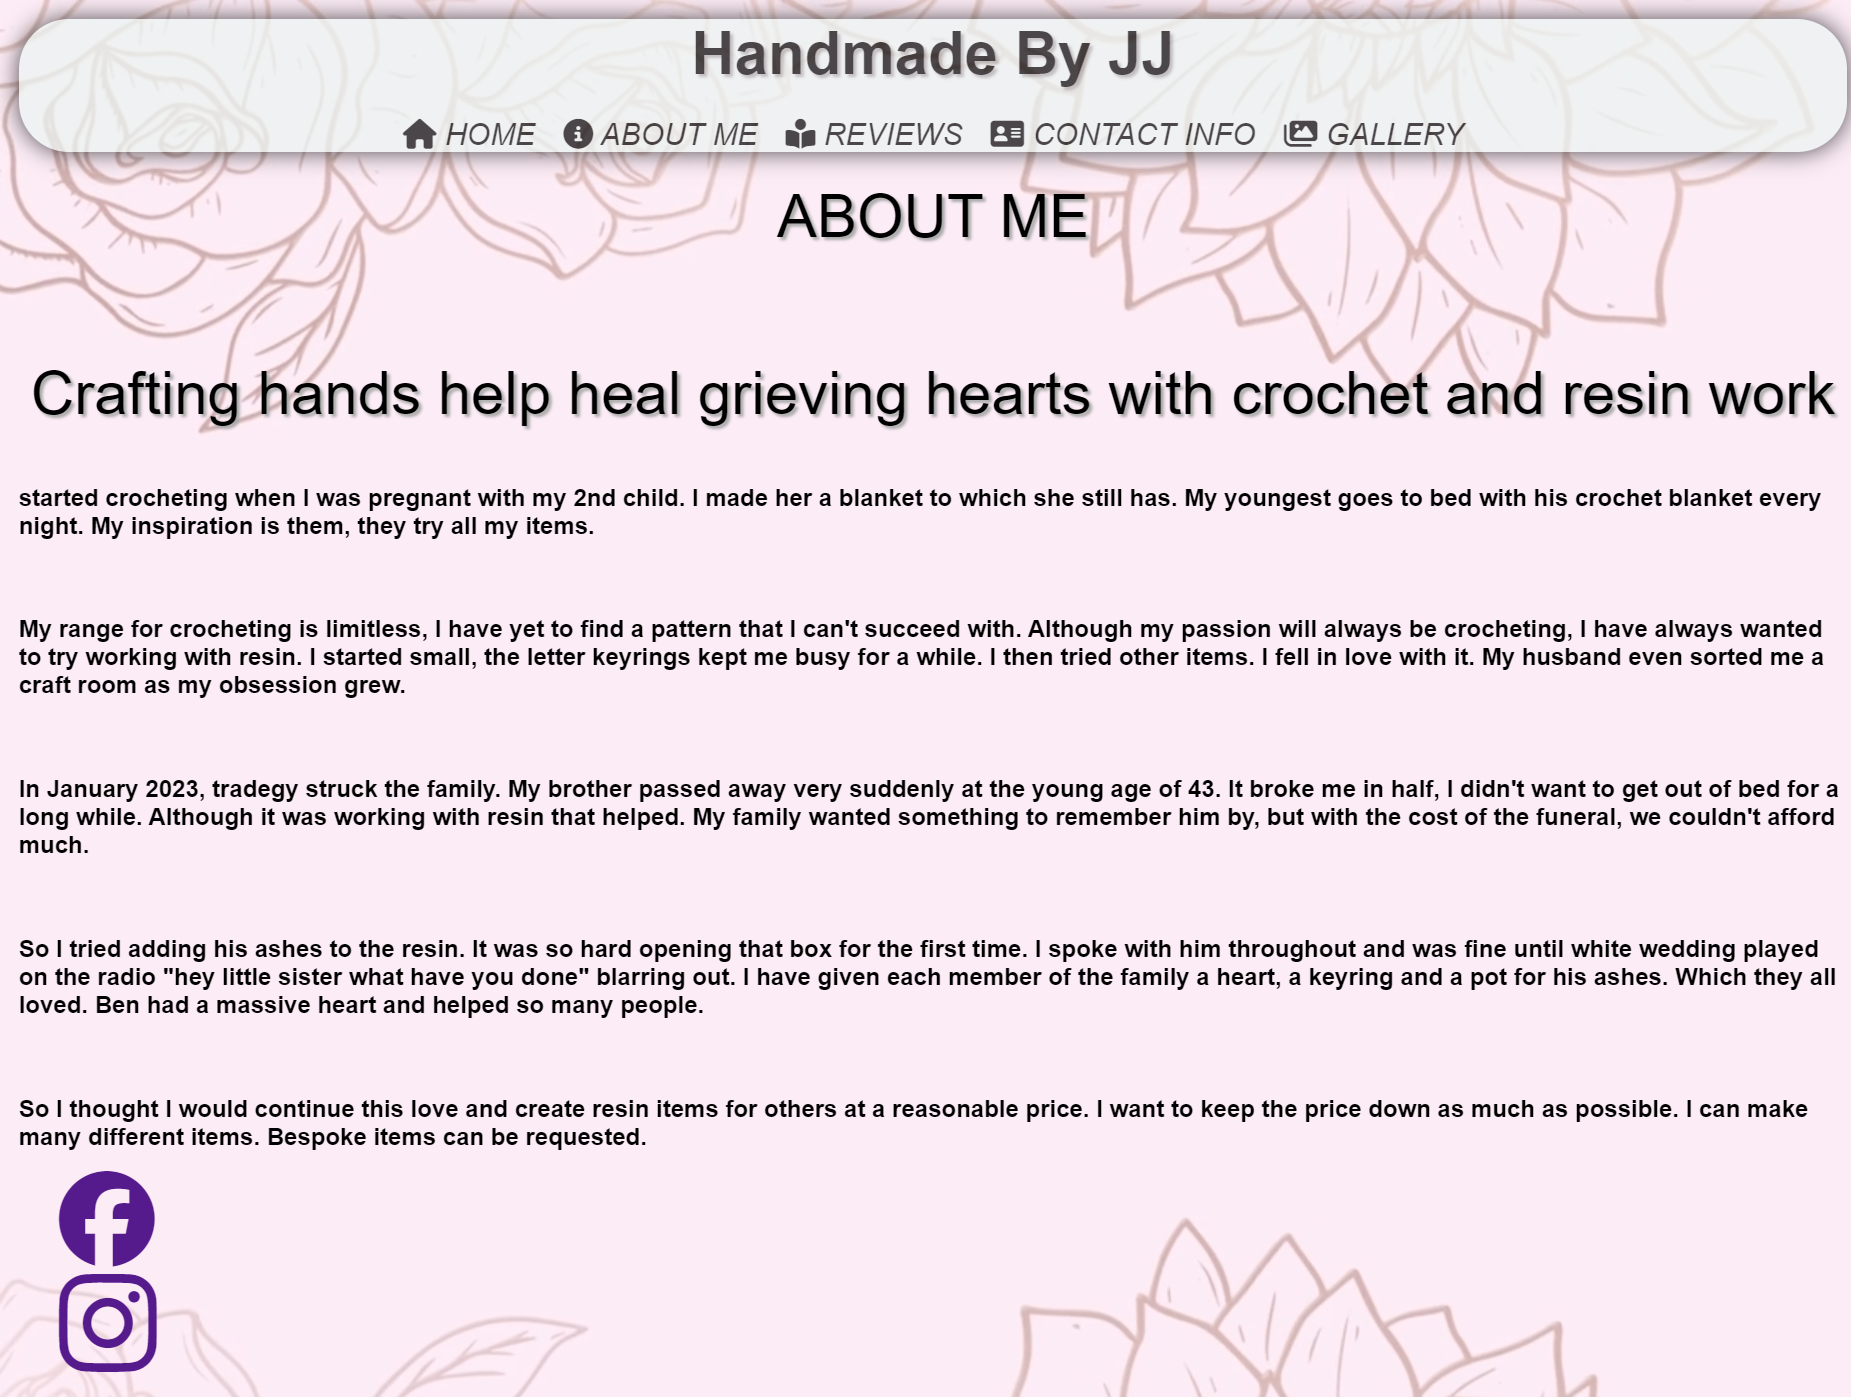 Handmade By JJ
HOME ABOUT ME REVIEWS CONTACT INFO GALLERY
ABOUT ME
Crafting hands help heal grieving hearts with crochet and resin work
started crocheting when I was pregnant with my 2nd child. I made her a blanket to which she still has. My youngest goes to bed with his crochet blanket every
night. My inspiration is them, they try all my items.
My range for crocheting is limitless, I have yet to find a pattern that I can't succeed with. Although my passion will always be crocheting, I have always wanted
to try working with resin. I started small, the letter keyrings kept me busy for a while. I then tried other items. I fell in love with it. My husband even sorted me a
craft room as my obsession grew.
In January 2023, tradegy struck the family. My brother passed away very suddenly at the young age of 43. It broke me in half, I didn't want to get out of bed for a
long while. Although it was working with resin that helped. My family wanted something to remember him by, but with the cost of the funeral, we couldn't afford
much.
So I tried adding his ashes to the resin. It was so hard opening that box for the first time. I spoke with him throughout and was fine until white wedding played
on the radio "hey little sister what have you done" blarring out. I have given each member of the family a heart, a keyring and a pot for his ashes. Which they all
loved. Ben had a massive heart and helped so many people.
So I thought I would continue this love and create resin items for others at a reasonable price. I want to keep the price down as much as possible. I can make
many different items. Bespoke items can be requested.